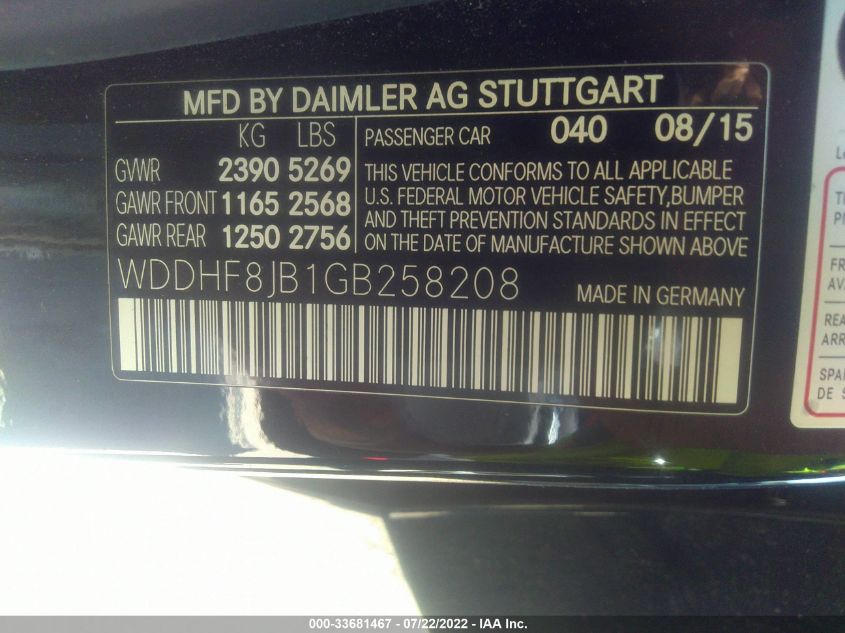 MFD BY DAIMLER AG STUTTGART
KG LBS
GVWR 2390 5269
GAWR FRONT 1165 2568
GAWR REAR 1250 2756
PASSENGER CAR 040 08/15
THIS VEHICLE CONFORMS TO ALL APPLICABLE
U.S. FEDERAL MOTOR VEHICLE SAFETY,BUMPER
AND THEFT PREVENTION STANDARDS IN EFFECT
ON THE DATE OF MANUFACTURE SHOWN ABOVE
WDDHF8JB1GB258208 MADE IN GERMANY
DE
000-33681467 - 07/22/2022 - IAA Inc.